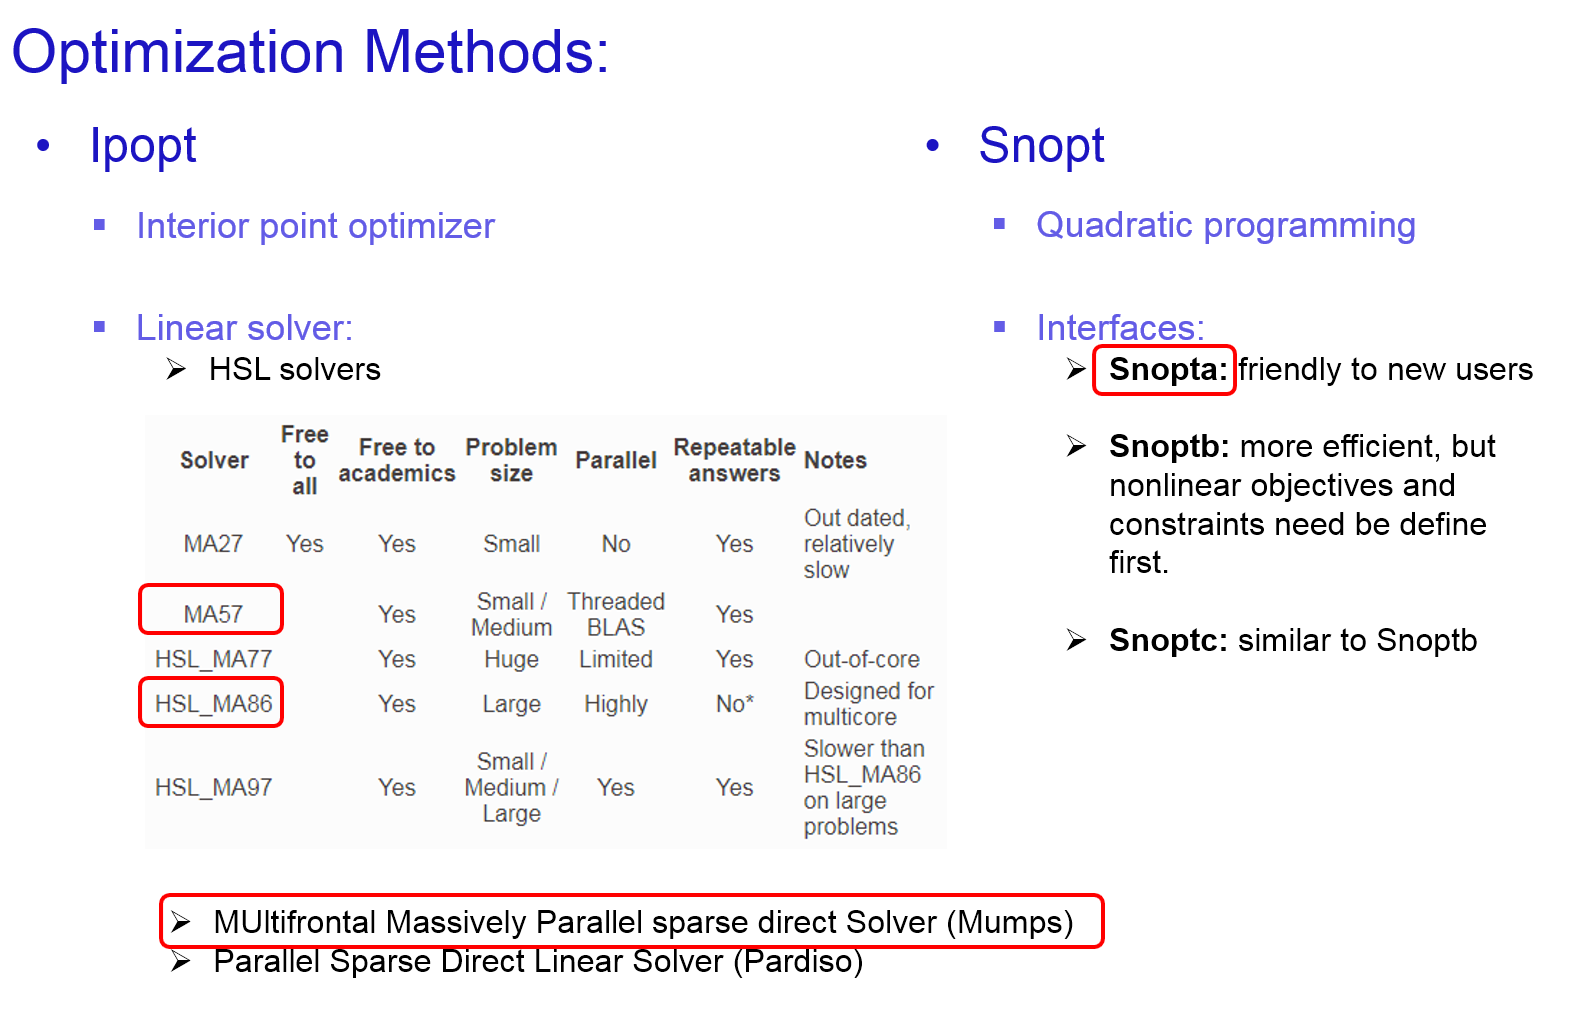 Optimization Methods:
• Ipopt
▪ Interior point optimizer
▪ Linear solver:
➢ HSL solvers
Solver Free to all Free to academics Problem size Parallel Repeatable answers Notes
MA27 Yes Yes Small No Yes Out dated, relatively slow
MA57 Yes Small / Medium Threaded BLAS Yes
HSL_MA77 Yes Huge Limited Yes Out-of-core
HSL_MA86 Yes Large Highly No* Designed for multicore
HSL_MA97 Yes Small / Medium / Large Yes Yes Slower than HSL_MA86 on large problems
➢ MUltifrontal Massively Parallel sparse direct Solver (Mumps)
➢ Parallel Sparse Direct Linear Solver (Pardiso)
• Snopt
▪ Quadratic programming
▪ Interfaces:
➢ Snopta: friendly to new users
➢ Snoptb: more efficient, but
nonlinear objectives and
constraints need be define
first.
➢ Snoptc: similar to Snoptb